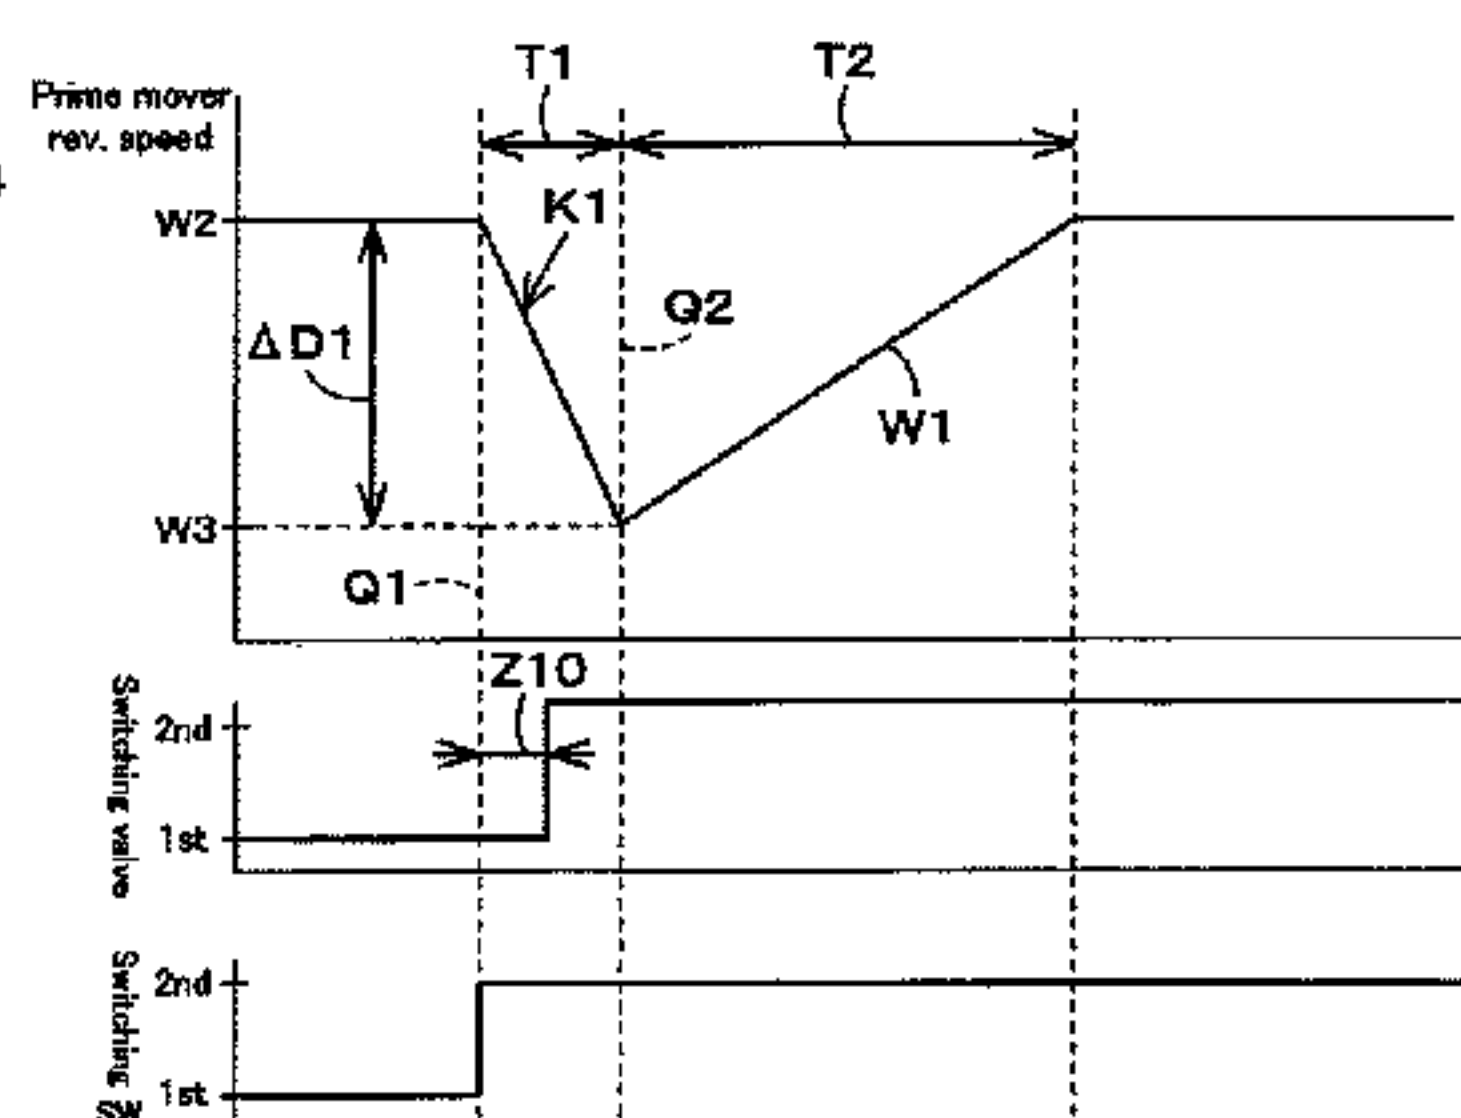 T1
T2
Prime mover
rev. speed
W2
K1
Q2
ΔD1
W1
W3
Q1
Z10
Switching valve
2nd
1st
Switching
2nd
1st